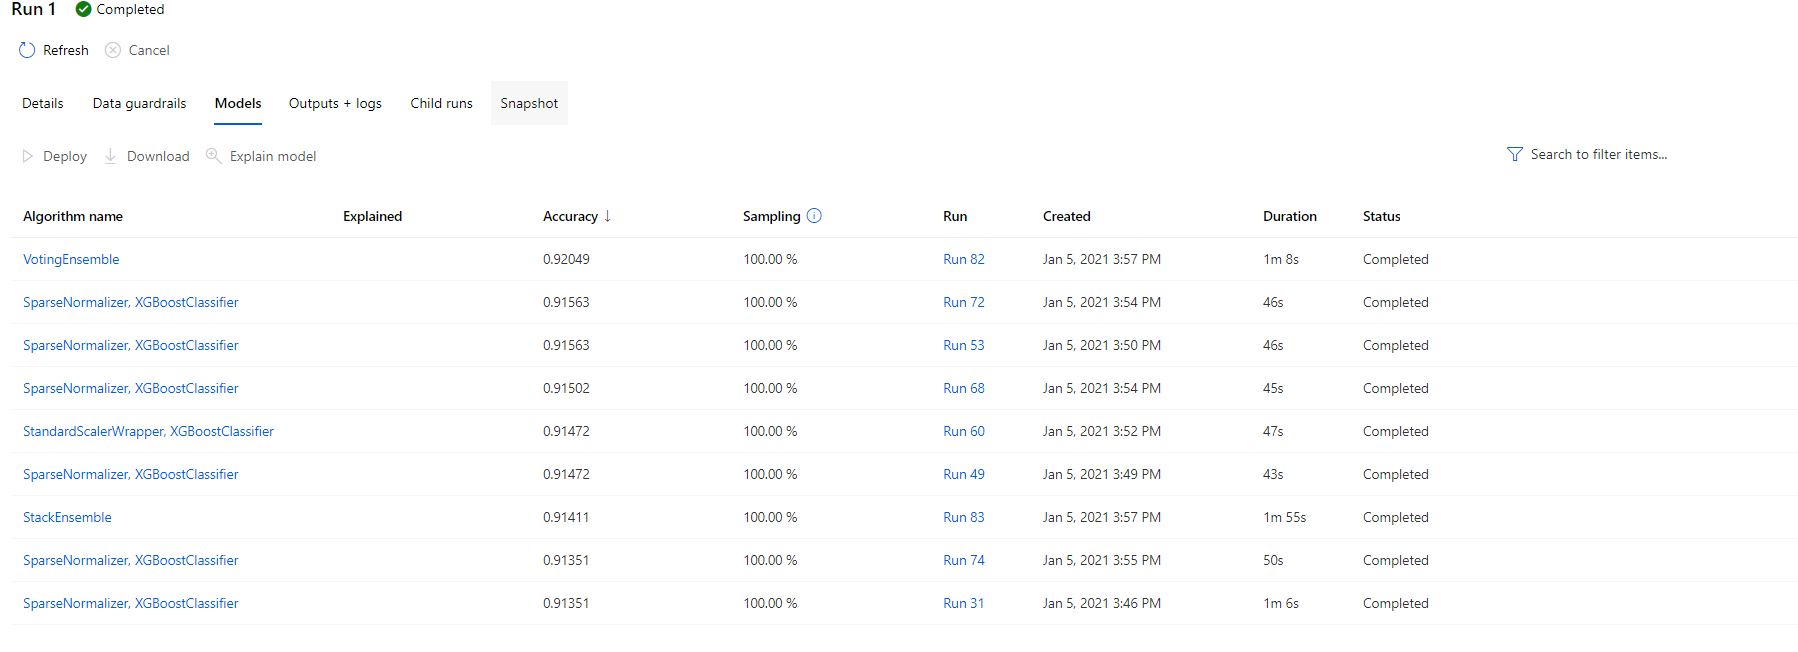 Run 1 Completed
Refresh Cancel
Details Data guardrails Models Outputs + logs Child runs Snapshot
Deploy Download Explain model Search to filter items...
Algorithm name Explained Accuracy ↓ Sampling Run Created Duration Status
VotingEnsemble 0.92049 100.00 % Run 82 Jan 5, 2021 3:57 PM 1m 8s Completed
SparseNormalizer, XGBoostClassifier 0.91563 100.00 % Run 72 Jan 5, 2021 3:54 PM 46s Completed
SparseNormalizer, XGBoostClassifier 0.91563 100.00 % Run 53 Jan 5, 2021 3:50 PM 46s Completed
SparseNormalizer, XGBoostClassifier 0.91502 100.00 % Run 68 Jan 5, 2021 3:54 PM 45s Completed
StandardScalerWrapper, XGBoostClassifier 0.91472 100.00 % Run 60 Jan 5, 2021 3:52 PM 47s Completed
SparseNormalizer, XGBoostClassifier 0.91472 100.00 % Run 49 Jan 5, 2021 3:49 PM 43s Completed
StackEnsemble 0.91411 100.00 % Run 83 Jan 5, 2021 3:57 PM 1m 55s Completed
SparseNormalizer, XGBoostClassifier 0.91351 100.00 % Run 74 Jan 5, 2021 3:55 PM 50s Completed
SparseNormalizer, XGBoostClassifier 0.91351 100.00 % Run 31 Jan 5, 2021 3:46 PM 1m 6s Completed